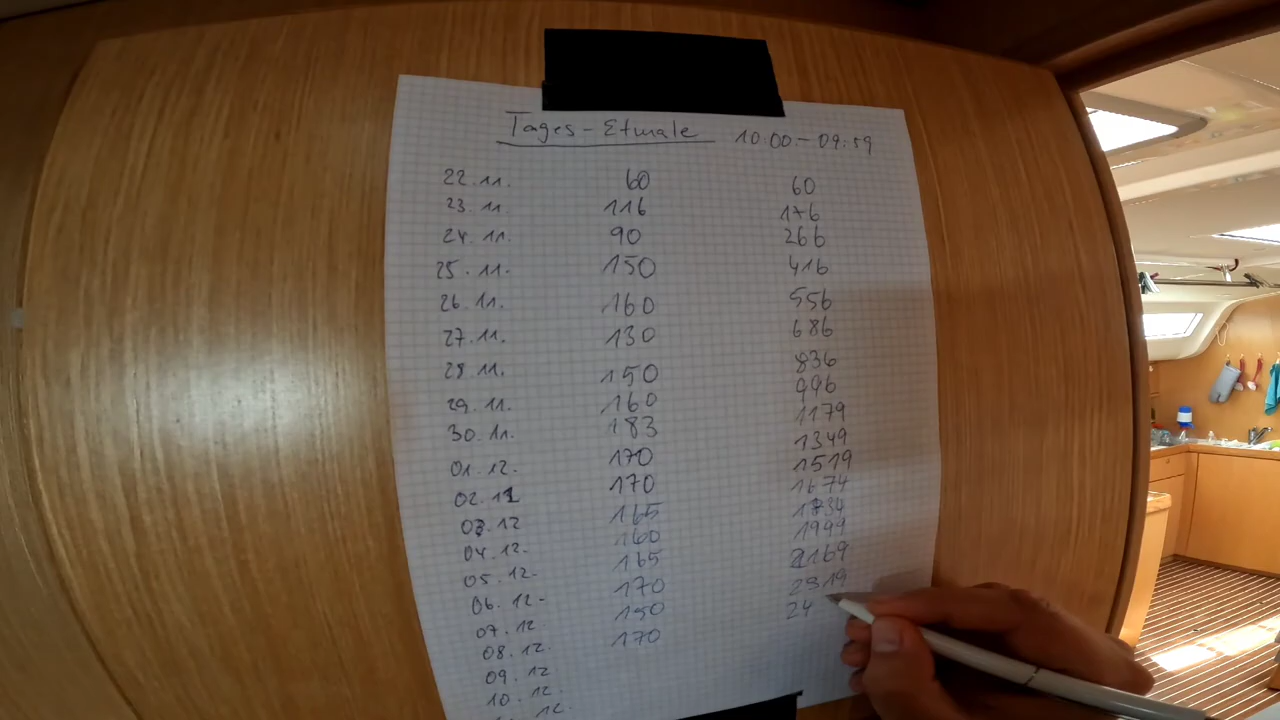 Tages-Etmale 10:00-09:59
22.11. 60 60
23.11. 116 176
24.11. 90 266
25.11. 150 416
26.11. 160 556
27.11. 130 686
28.11. 150 836
29.11. 160 996
30.11. 183 1179
01.12. 170 1349
02.12 170 1519
03.12 165 1674
04.12. 160 1834
05.12. 165 1999
06.12. 170 2169
07.12. 150 2319
08.12. 170 24
09.12
10.12.
12.